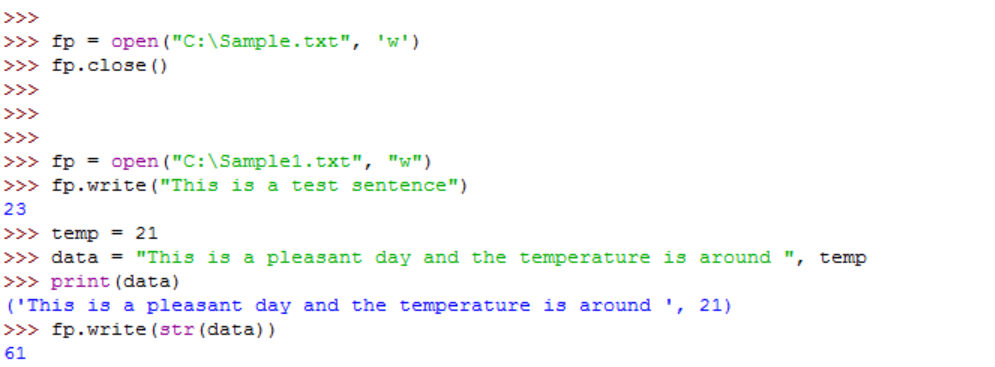 >>>
>>> fp = open("C:\Sample.txt", 'w')
>>> fp.close()
>>>
>>>
>>>
>>> fp = open("C:\Sample1.txt", "w")
>>> fp.write("This is a test sentence")
23
>>> temp = 21
>>> data = "This is a pleasant day and the temperature is around ", temp
>>> print(data)
('This is a pleasant day and the temperature is around ', 21)
>>> fp.write(str(data))
61